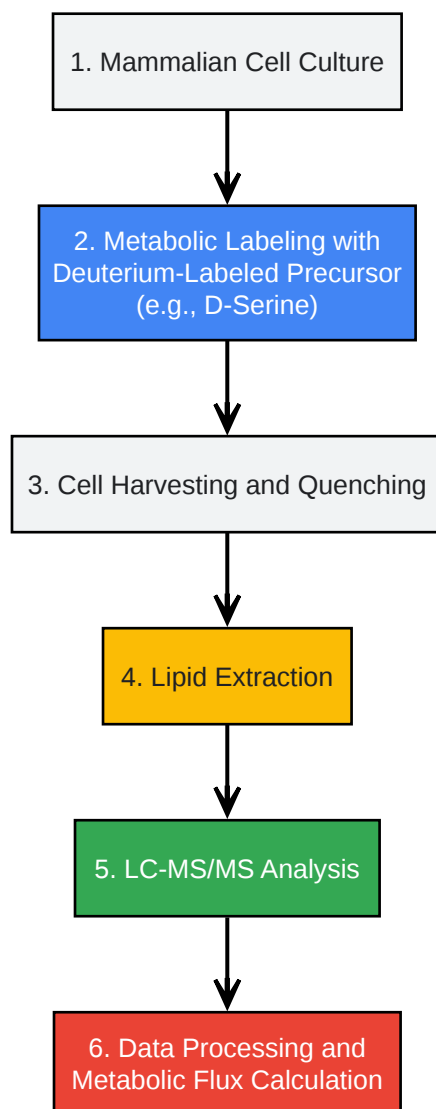 1. Mammalian Cell Culture
2. Metabolic Labeling with
Deuterium-Labeled Precursor
(e.g., D-Serine)
3. Cell Harvesting and Quenching
4. Lipid Extraction
5. LC-MS/MS Analysis
6. Data Processing and
Metabolic Flux Calculation